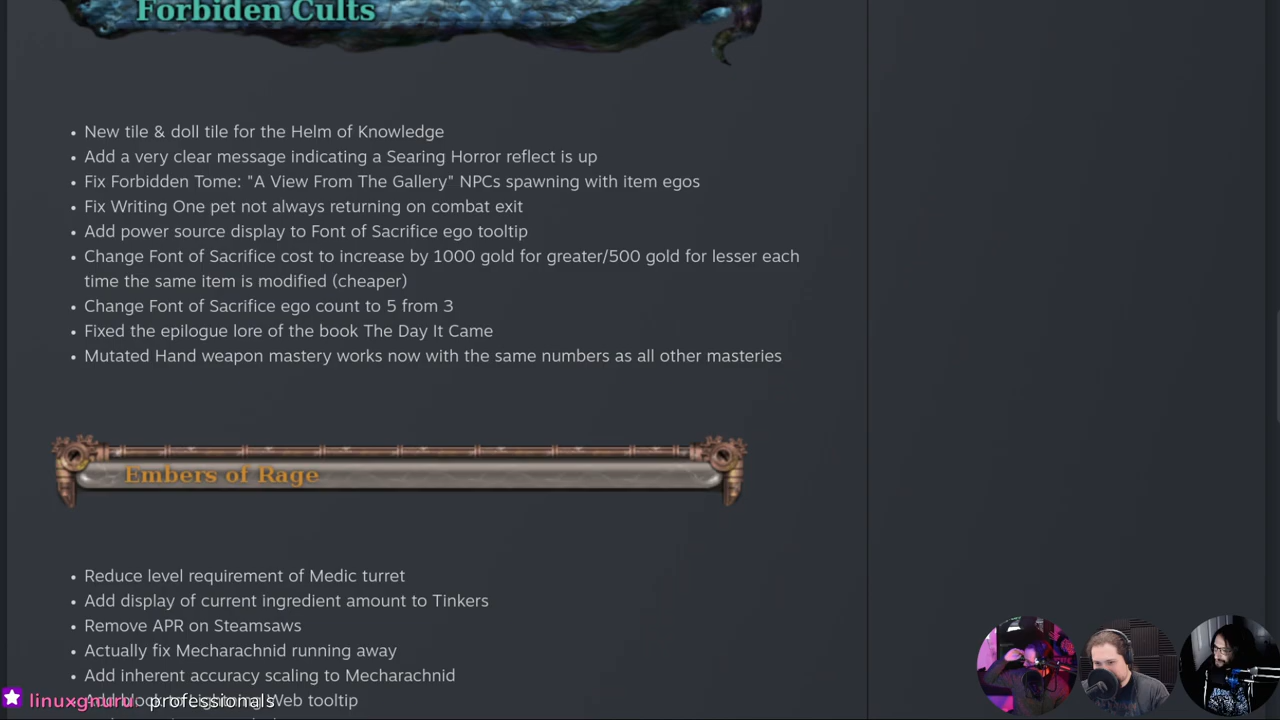 Forbiden Cults
New tile & doll tile for the Helm of Knowledge
Add a very clear message indicating a Searing Horror reflect is up
Fix Forbidden Tome: "A View From The Gallery" NPCs spawning with item egos
Fix Writing One pet not always returning on combat exit
Add power source display to Font of Sacrifice ego tooltip
Change Font of Sacrifice cost to increase by 1000 gold for greater/500 gold for lesser each
time the same item is modified (cheaper)
Change Font of Sacrifice ego count to 5 from 3
Fixed the epilogue lore of the book The Day It Came
Mutated Hand weapon mastery works now with the same numbers as all other masteries
Embers of Rage
Reduce level requirement of Medic turret
Add display of current ingredient amount to Tinkers
Remove APR on Steamsaws
Actually fix Mecharachnid running away
Add inherent accuracy scaling to Mecharachnid
Web tooltip
professionals